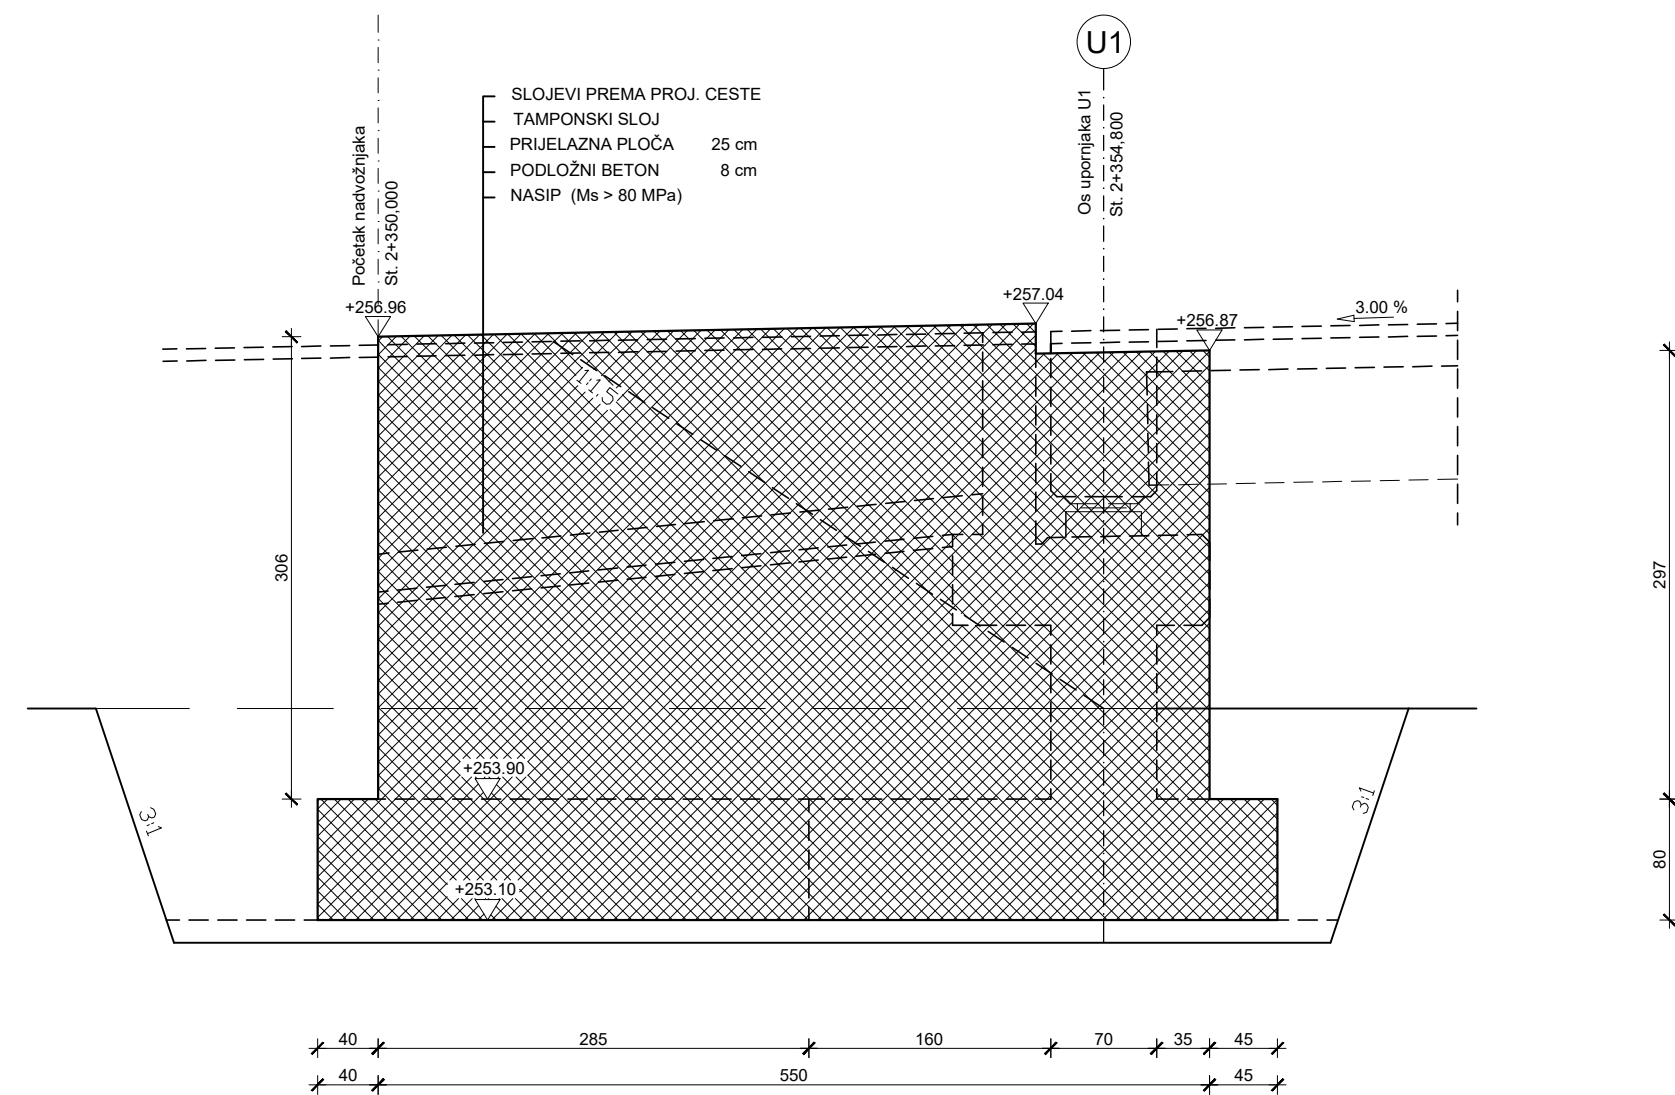 U1
SLOJEVI PREMA PROJ. CESTE
TAMPONSKI SLOJ
PRIJELAZNA PLOČA 25 cm
PODLOŽNI BETON 8 cm
NASIP (Ms > 80 MPa)
Početak nadvožnjaka
St. 2+350,000
Os upornjaka U1
St. 2+354,800
+256.96
+257.04
+256.87
3.00 %
1:1.5
306
297
+253.90
3:1
3:1
80
+253.10
40
285
160
70
35
45
40
550
45